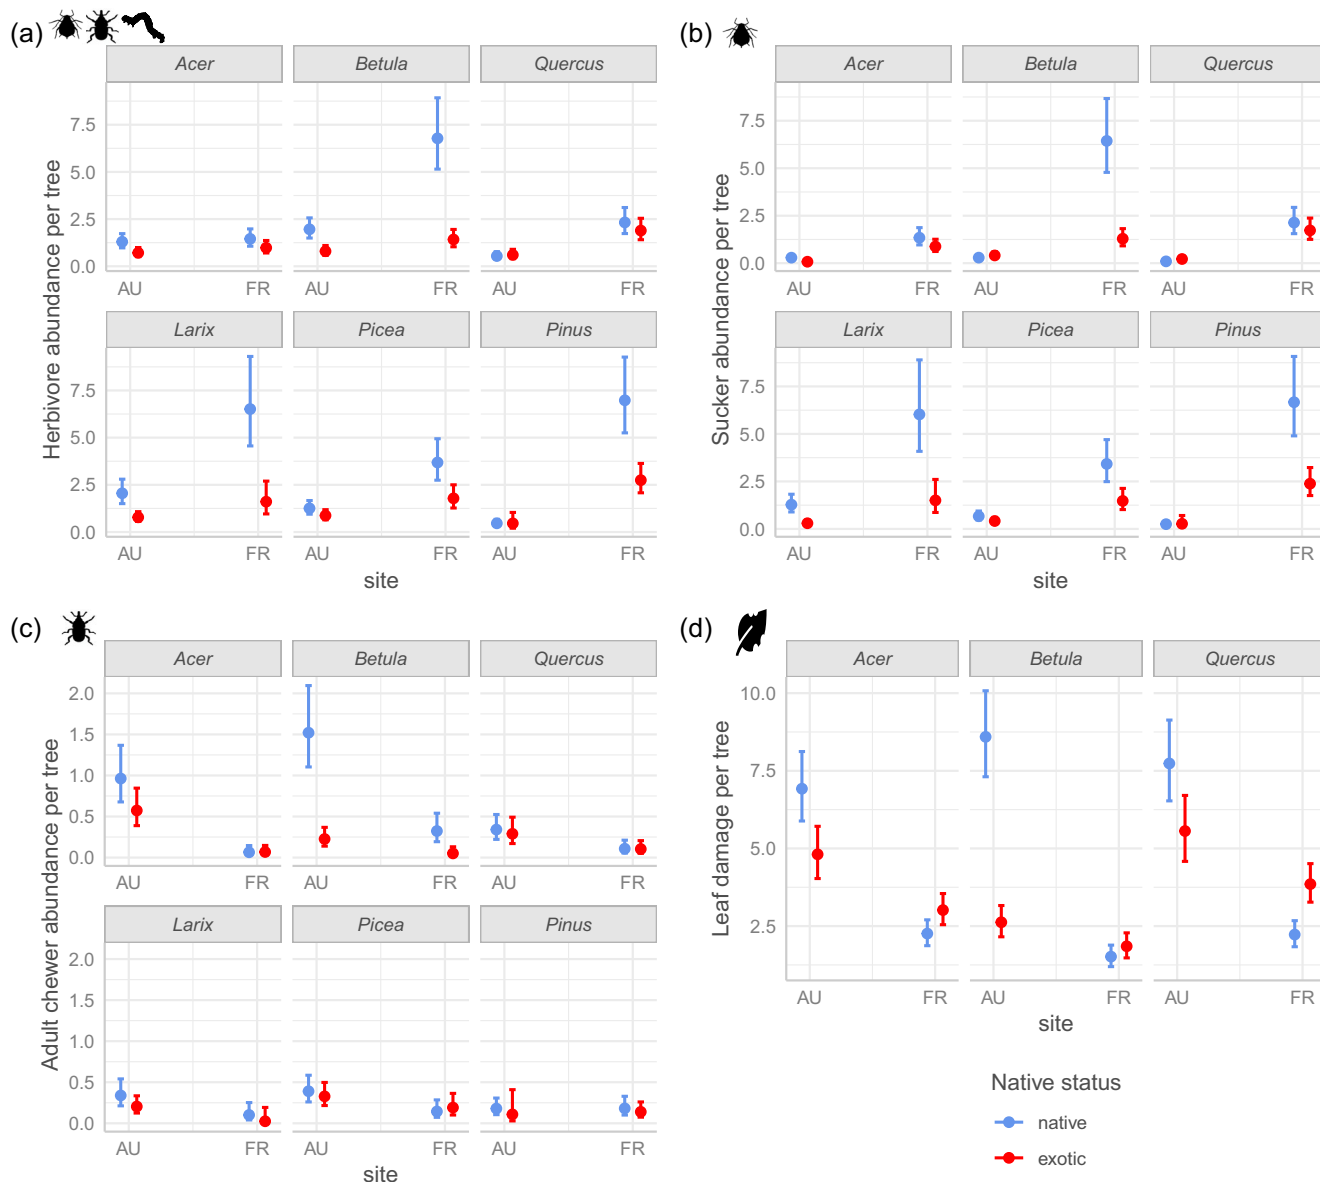 (a)
Acer Betula Quercus
7.5
5.0
2.5
0.0
AU FR AU FR AU FR
Larix Picea Pinus
7.5
5.0
2.5
0.0
AU FR AU FR AU FR
site
Herbivore abundance per tree
(b)
Acer Betula Quercus
7.5
5.0
2.5
0.0
AU FR AU FR AU FR
Larix Picea Pinus
7.5
5.0
2.5
0.0
AU FR AU FR AU FR
site
Sucker abundance per tree
(c)
Acer Betula Quercus
2.0
1.5
1.0
0.5
0.0
AU FR AU FR AU FR
Larix Picea Pinus
2.0
1.5
1.0
0.5
0.0
AU FR AU FR AU FR
site
Adult chewer abundance per tree
(d)
Acer Betula Quercus
10.0
7.5
5.0
2.5
AU FR AU FR AU FR
site
Leaf damage per tree
Native status
native
exotic